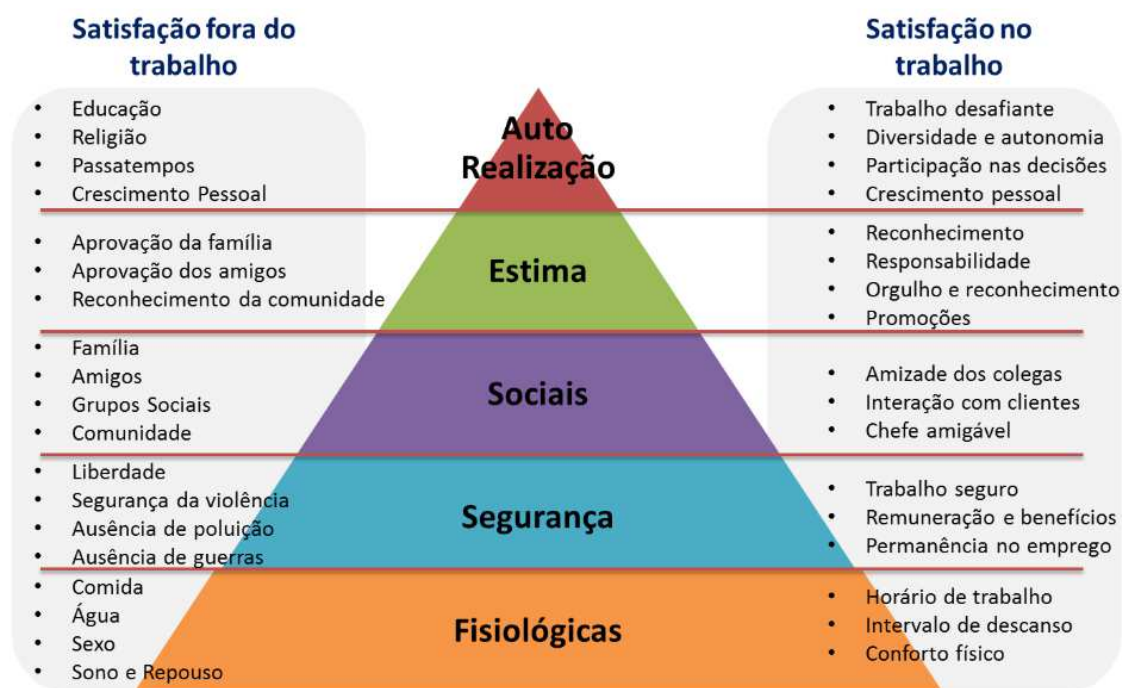 Satisfação fora do
trabalho
• Educação
• Religião
• Passatempos
• Crescimento Pessoal
• Aprovação da família
• Aprovação dos amigos
• Reconhecimento da comunidade
• Família
• Amigos
• Grupos Sociais
• Comunidade
• Liberdade
• Segurança da violência
• Ausência de poluição
• Ausência de guerras
• Comida
• Água
• Sexo
• Sono e Repouso
Auto
Realização
Estima
Sociais
Segurança
Fisiológicas
Satisfação no
trabalho
• Trabalho desafiante
• Diversidade e autonomia
• Participação nas decisões
• Crescimento pessoal
• Reconhecimento
• Responsabilidade
• Orgulho e reconhecimento
• Promoções
• Amizade dos colegas
• Interação com clientes
• Chefe amigável
• Trabalho seguro
• Remuneração e benefícios
• Permanência no emprego
• Horário de trabalho
• Intervalo de descanso
• Conforto físico